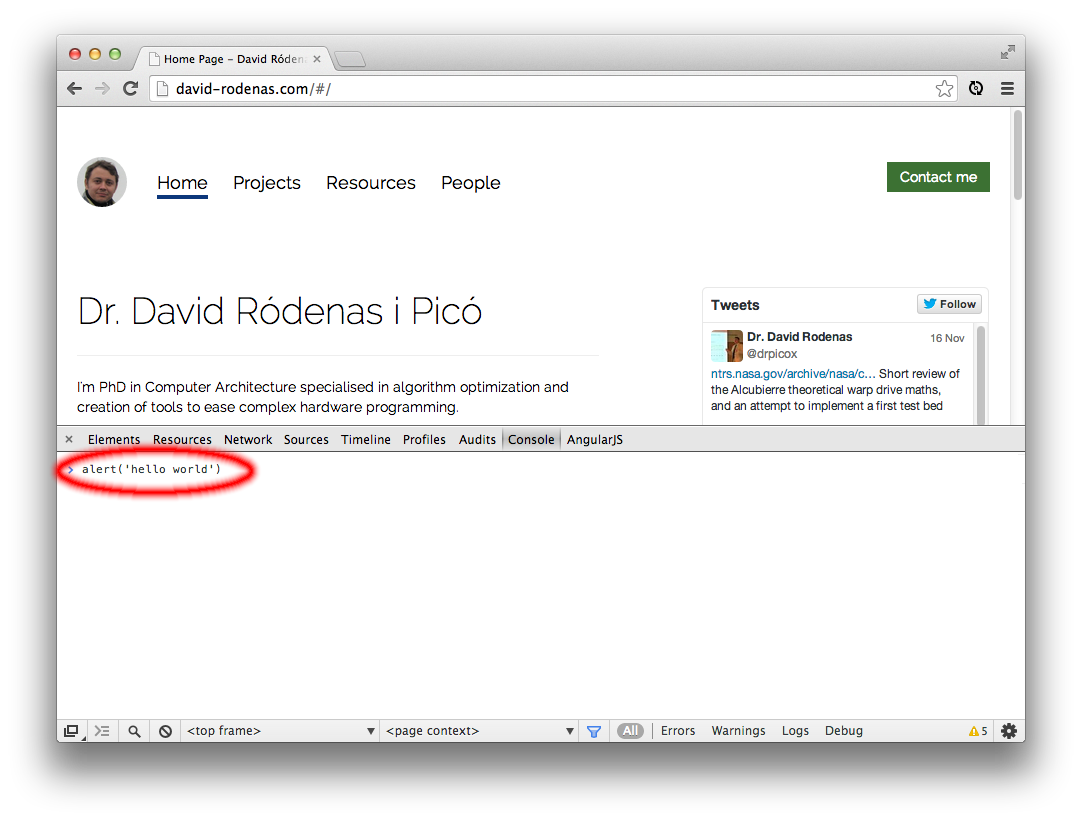 Home Page – David Róden
david-rodenas.com/#/
Home Projects Resources People
Contact me
Dr. David Ródenas i Picó
I'm PhD in Computer Architecture specialised in algorithm optimization and
creation of tools to ease complex hardware programming.
Tweets
Follow
Dr. David Rodenas
16 Nov
@drpicox
ntrs.nasa.gov/archive/nasa/c… Short review of
the Alcubierre theoretical warp drive maths,
and an attempt to implement a first test bed
× Elements Resources Network Sources Timeline Profiles Audits Console AngularJS
> alert('hello world')
<top frame> <page context> All Errors Warnings Logs Debug 5